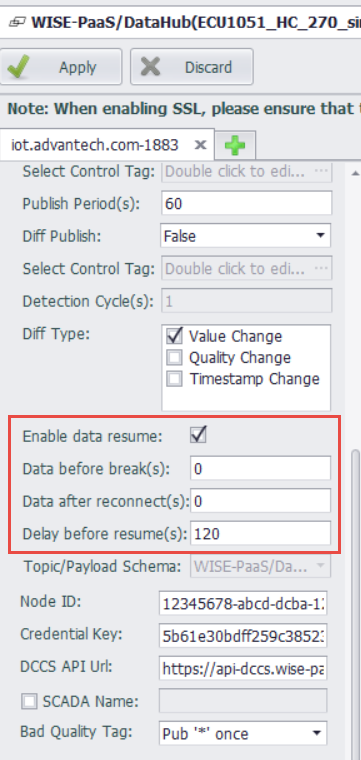 WISE-PaaS/DataHub(ECU1051_HC_270_sin
Apply Discard
Note: When enabling SSL, please ensure that t
iot.advantech.com-1883
Select Control Tag: Double click to edi... ...
Publish Period(s): 60
Diff Publish: False
Select Control Tag: Double click to edi... ...
Detection Cycle(s): 1
Diff Type: Value Change
Quality Change
Timestamp Change
Enable data resume:
Data before break(s): 0
Data after reconnect(s): 0
Delay before resume(s): 120
Topic/Payload Schema: WISE-PaaS/Da...
Node ID: 12345678-abcd-dcba-12
Credential Key: 5b61e30bdff259c38523
DCCS API Url: https://api-dccs.wise-pa
SCADA Name:
Bad Quality Tag: Pub '*' once